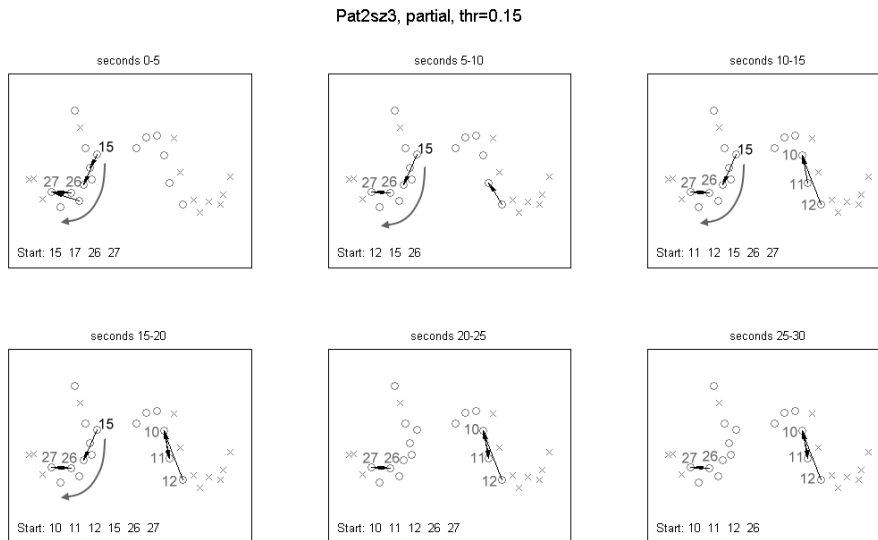 Pat2sz3, partial, thr=0.15
seconds 0-5
15
27 26
Start: 15 17 26 27
seconds 5-10
15
27 26
Start: 12 15 26
seconds 10-15
15
10
27 26
11
12
Start: 11 12 15 26 27
seconds 15-20
15
10
27 26
11
12
Start: 10 11 12 15 26 27
seconds 20-25
10
27 26
11
12
Start: 10 11 12 26 27
seconds 25-30
10
27 26
11
12
Start: 10 11 12 26